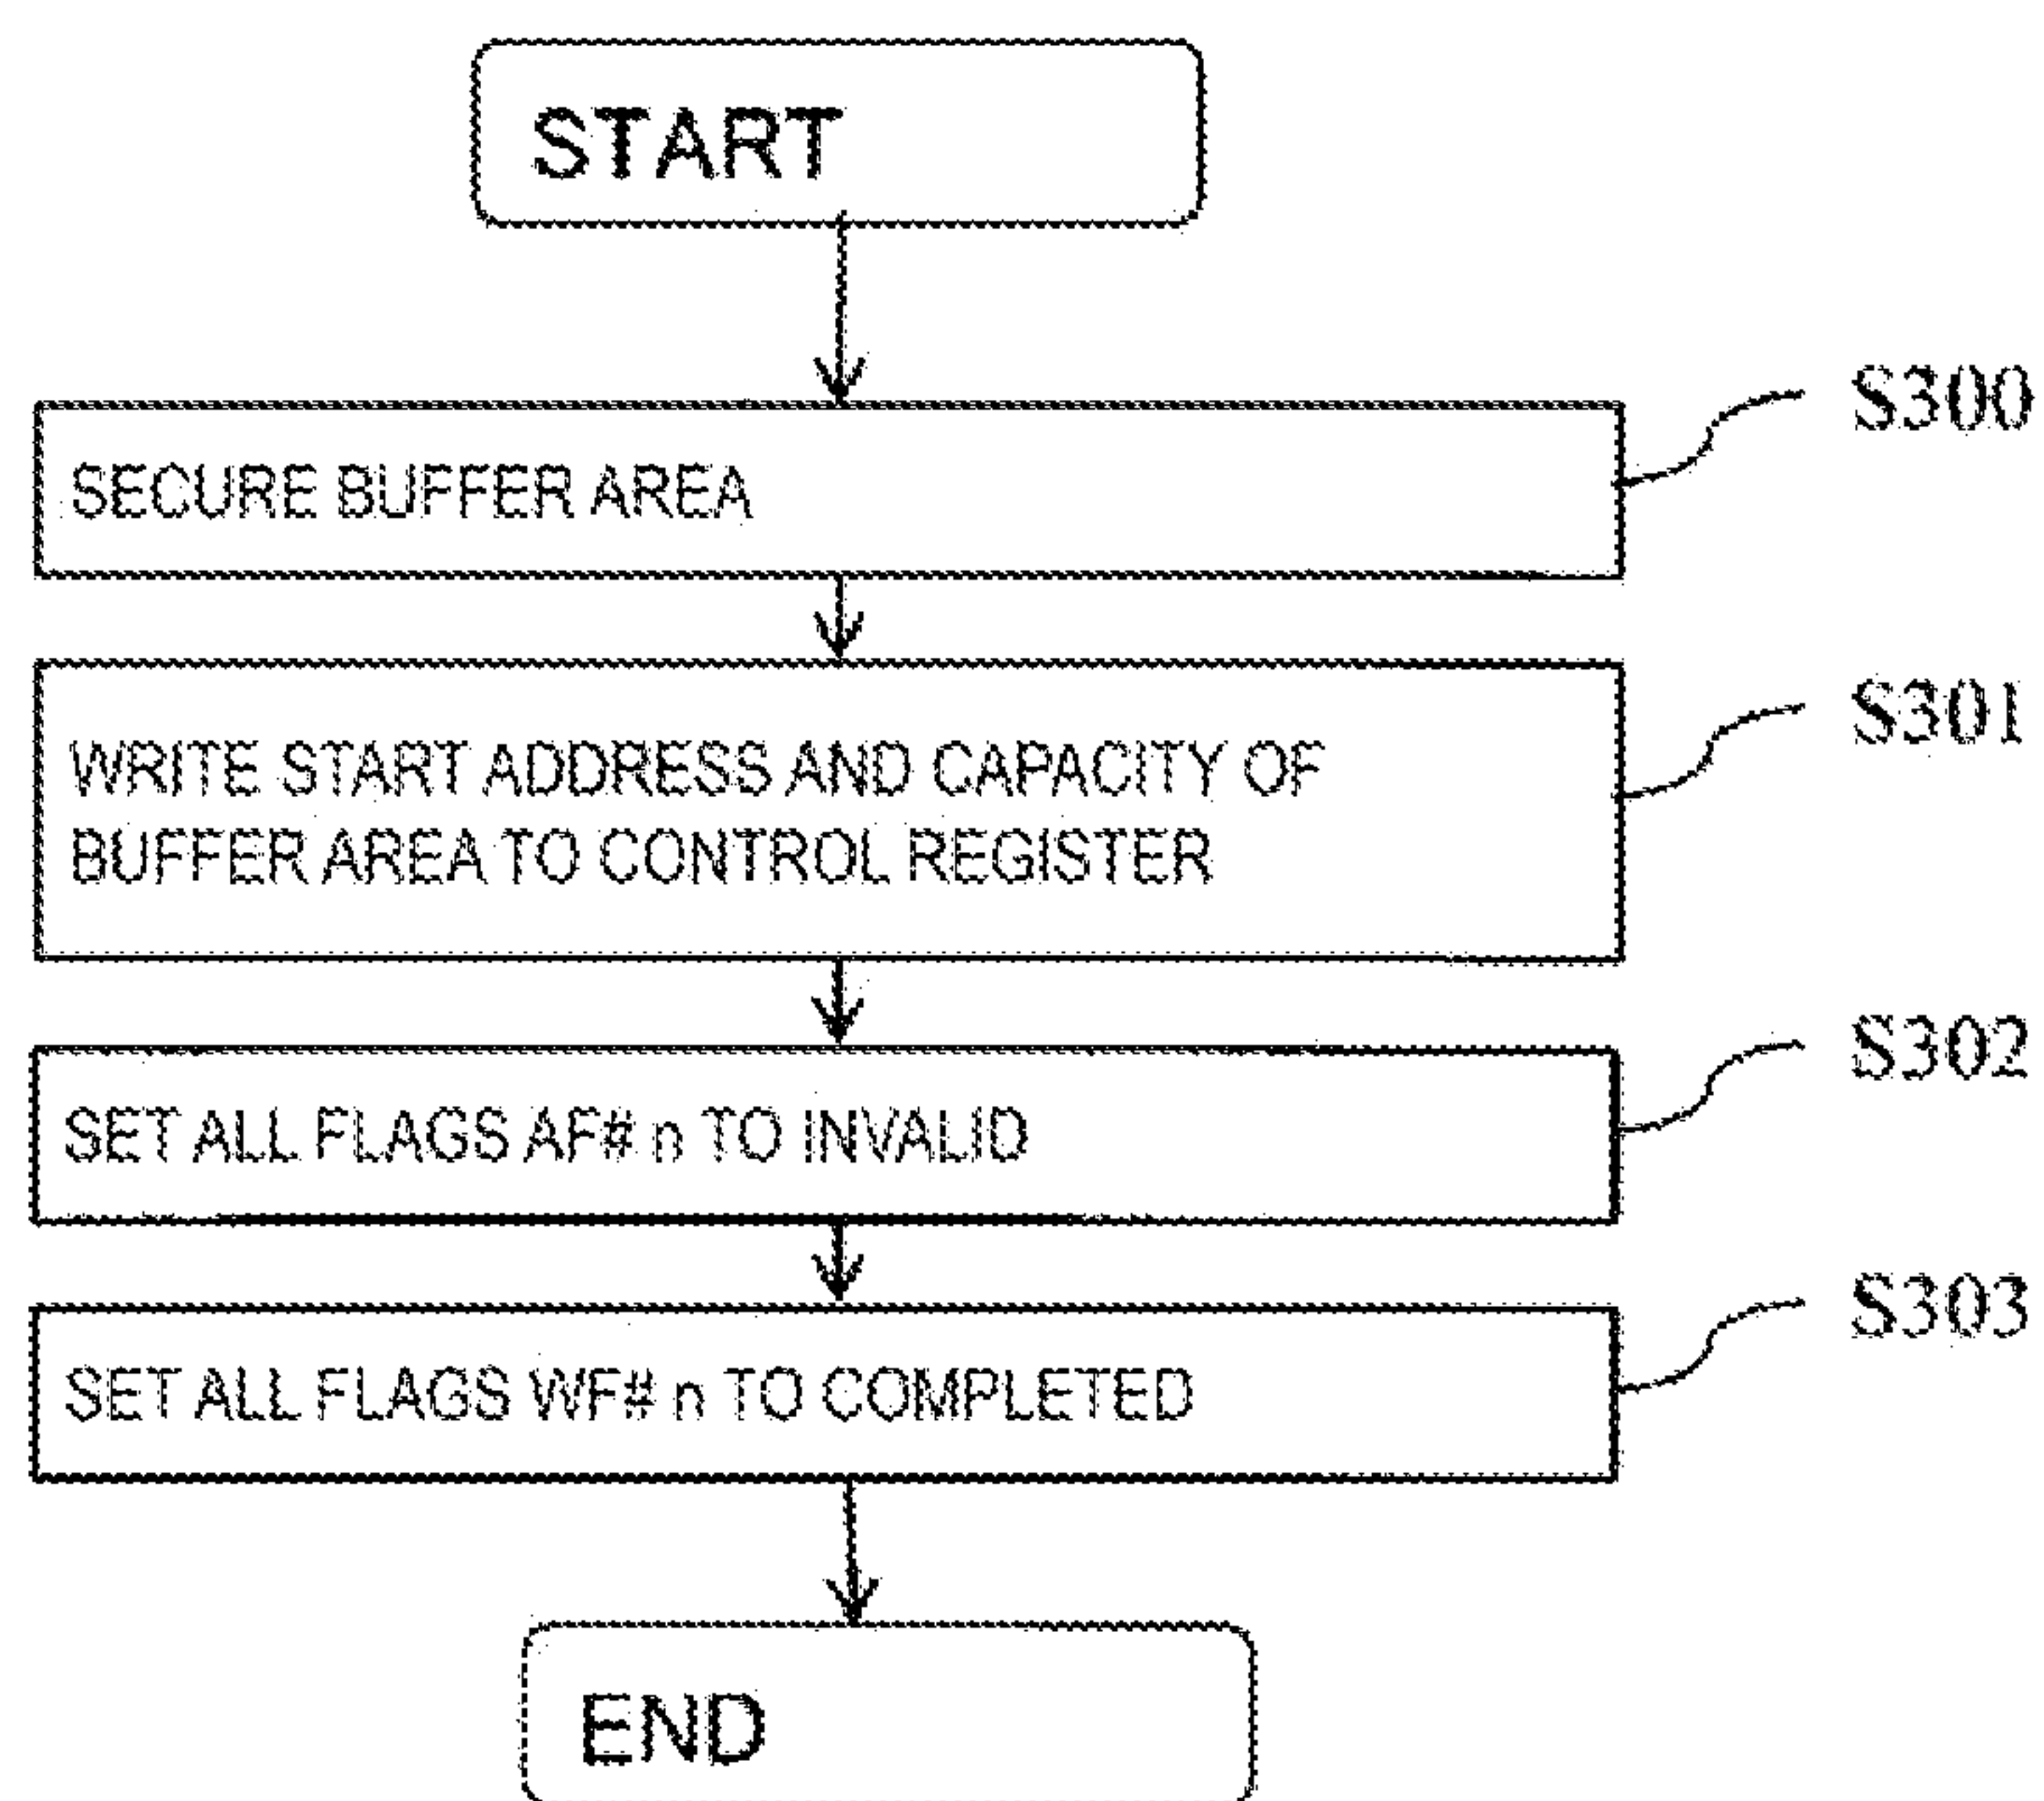 START
S300
SECURE BUFFER AREA
S301
WRITE START ADDRESS AND CAPACITY OF
BUFFER AREA TO CONTROL REGISTER
S302
SET ALL FLAGS AF# n TO INVALID
S303
SET ALL FLAGS WF# n TO COMPLETED
END